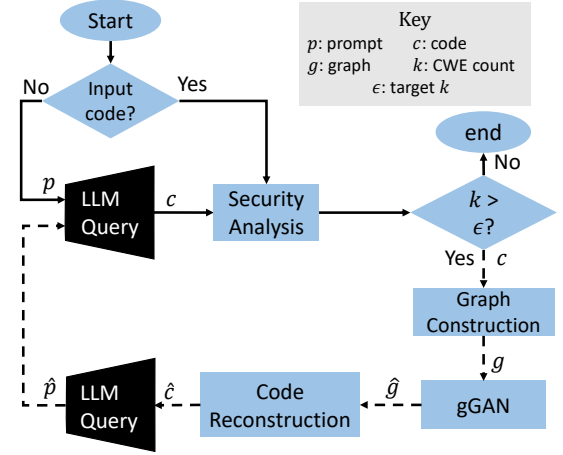 Start
Key
p: prompt c: code
g: graph k: CWE count
ϵ: target k
No
Input
code?
Yes
end
No
p
LLM
Query
c
Security
Analysis
k >
ϵ?
Yes c
Graph
Construction
g
p̂
LLM
Query
ĉ
Code
Reconstruction
ĝ
gGAN